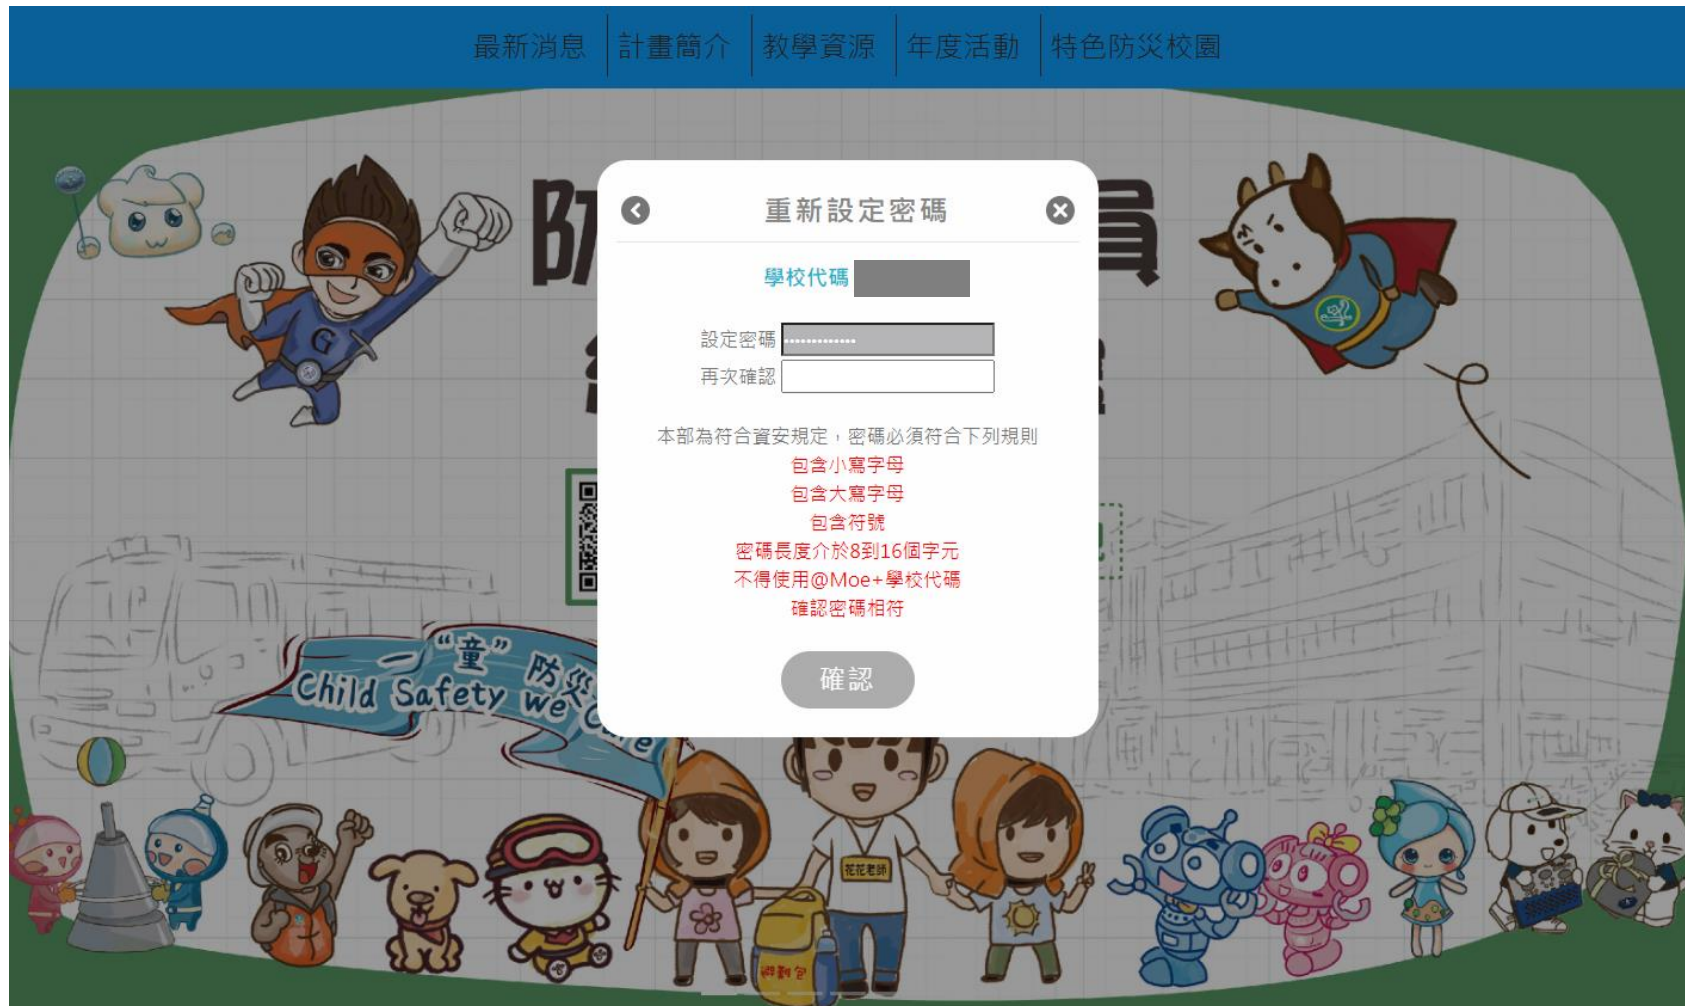 最新消息
計畫簡介
教學資源
年度活動
特色防災校園
防
員
重新設定密碼
學校代碼
設定密碼 •••••••••••••
再次確認
本部為符合資安規定，密碼必須符合下列規則
包含小寫字母
包含大寫字母
包含符號
密碼長度介於8到16個字元
不得使用@Moe+學校代碼
確認密碼相符
確認
G
一“童”防災
Child Safety We Care
花花老師
避難包